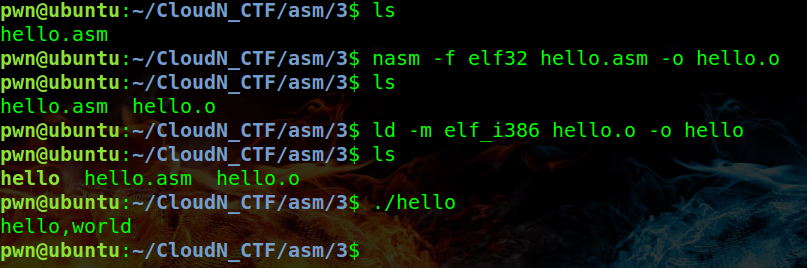 pwn@ubuntu:~/CloudN_CTF/asm/3$ ls
hello.asm
pwn@ubuntu:~/CloudN_CTF/asm/3$ nasm -f elf32 hello.asm -o hello.o
pwn@ubuntu:~/CloudN_CTF/asm/3$ ls
hello.asm  hello.o
pwn@ubuntu:~/CloudN_CTF/asm/3$ ld -m elf_i386 hello.o -o hello
pwn@ubuntu:~/CloudN_CTF/asm/3$ ls
hello  hello.asm  hello.o
pwn@ubuntu:~/CloudN_CTF/asm/3$ ./hello
hello,world
pwn@ubuntu:~/CloudN_CTF/asm/3$